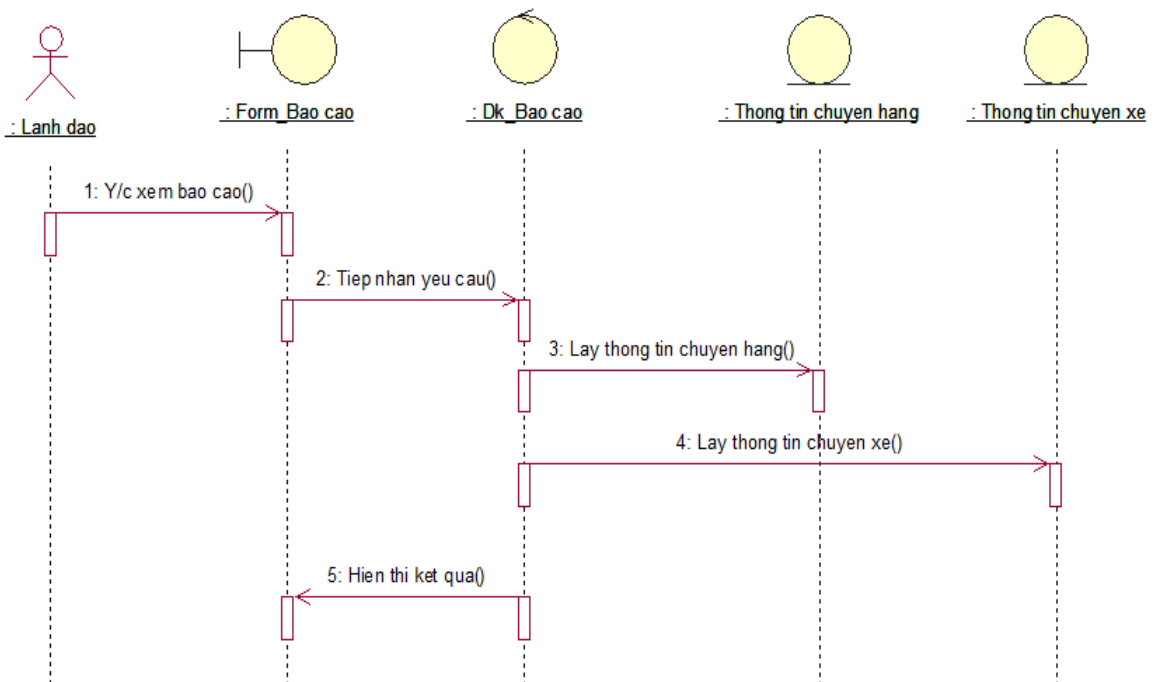 : Lanh dao
: Form_Bao cao
: Dk_Bao cao
: Thong tin chuyen hang
: Thong tin chuyen xe
1: Y/c xem bao cao()
2: Tiep nhan yeu cau()
3: Lay thong tin chuyen hang()
4: Lay thong tin chuyen xe()
5: Hien thi ket qua()